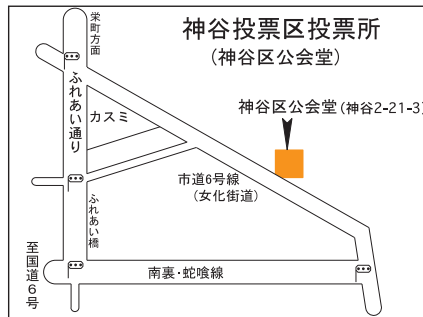 神谷投票区投票所
(神谷区公会堂)
栄町方面
神谷区公会堂(神谷2-21-3)
カスミ
ふれあい通り
市道6号線
(女化街道)
ふれあい橋
至国道6号
南裏・蛇喰線